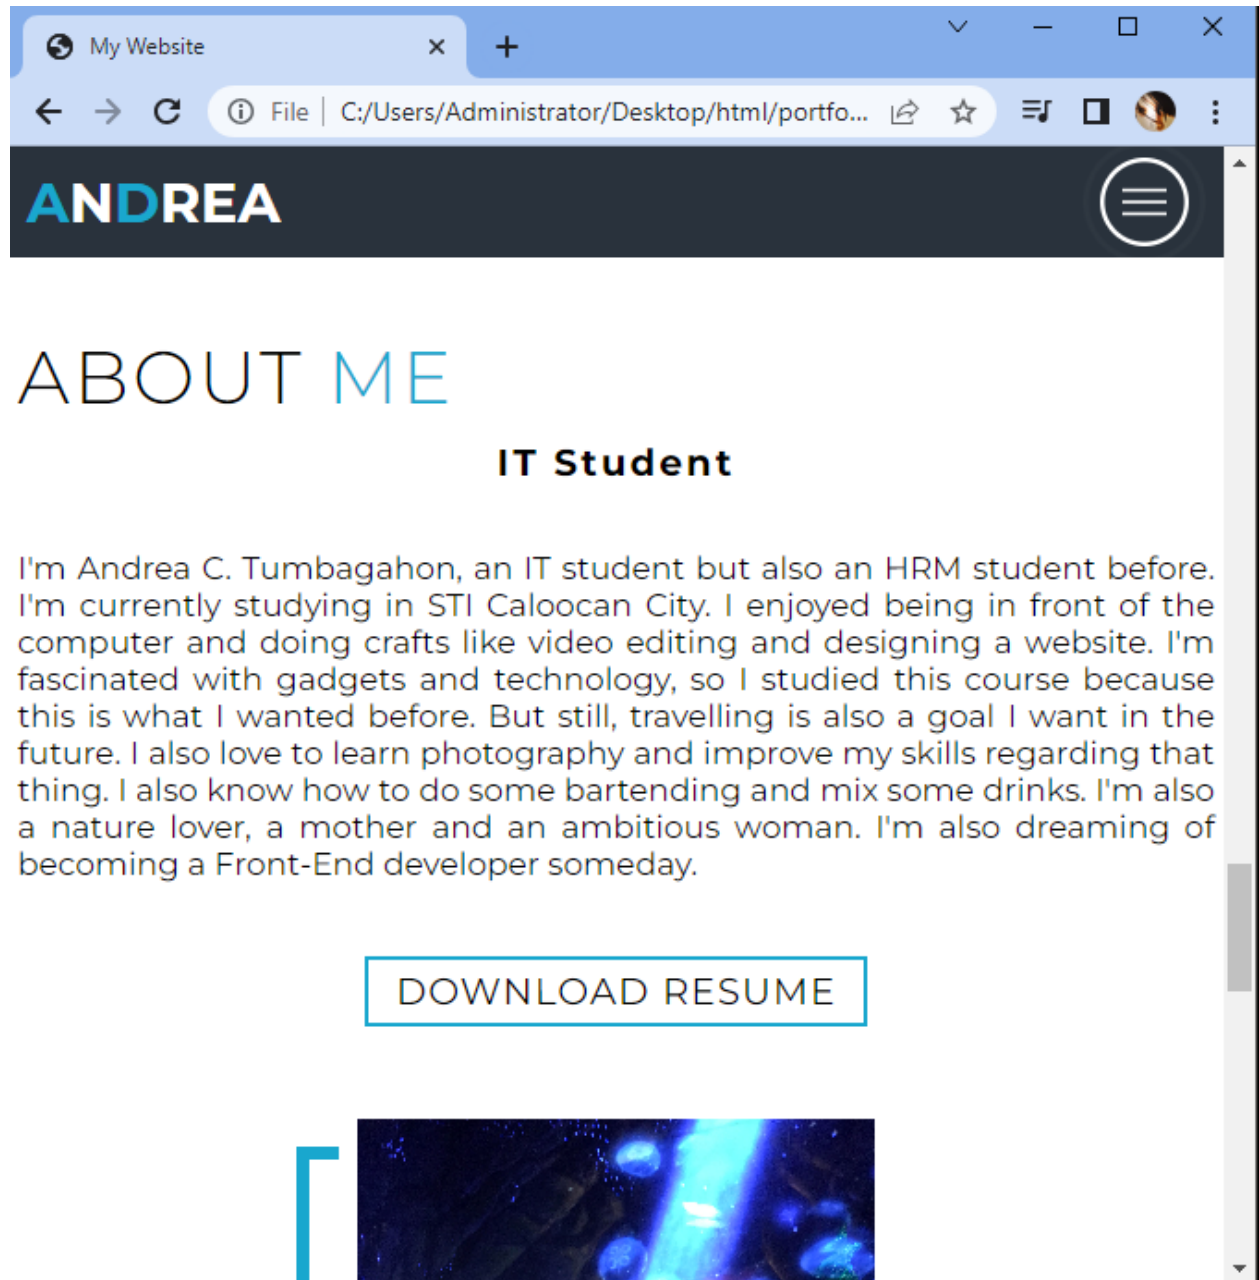 My Website
File | C:/Users/Administrator/Desktop/html/portfo...
ANDREA
ABOUT ME
IT Student
I'm Andrea C. Tumbagahon, an IT student but also an HRM student before.
I'm currently studying in STI Caloocan City. I enjoyed being in front of the
computer and doing crafts like video editing and designing a website. I'm
fascinated with gadgets and technology, so I studied this course because
this is what I wanted before. But still, travelling is also a goal I want in the
future. I also love to learn photography and improve my skills regarding that
thing. I also know how to do some bartending and mix some drinks. I'm also
a nature lover, a mother and an ambitious woman. I'm also dreaming of
becoming a Front-End developer someday.
DOWNLOAD RESUME